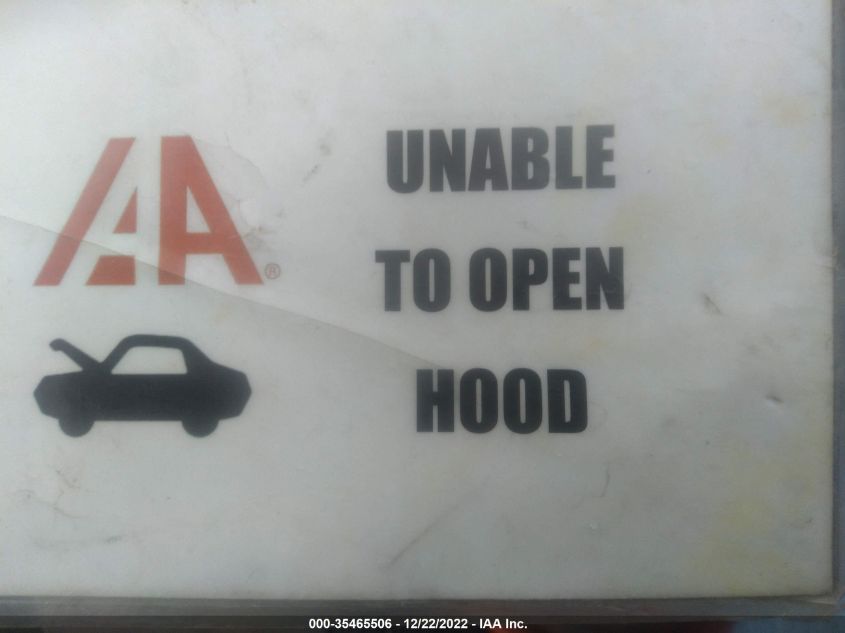 UNABLE
TO OPEN
HOOD
IAA®
000-35465506 - 12/22/2022 - IAA Inc.